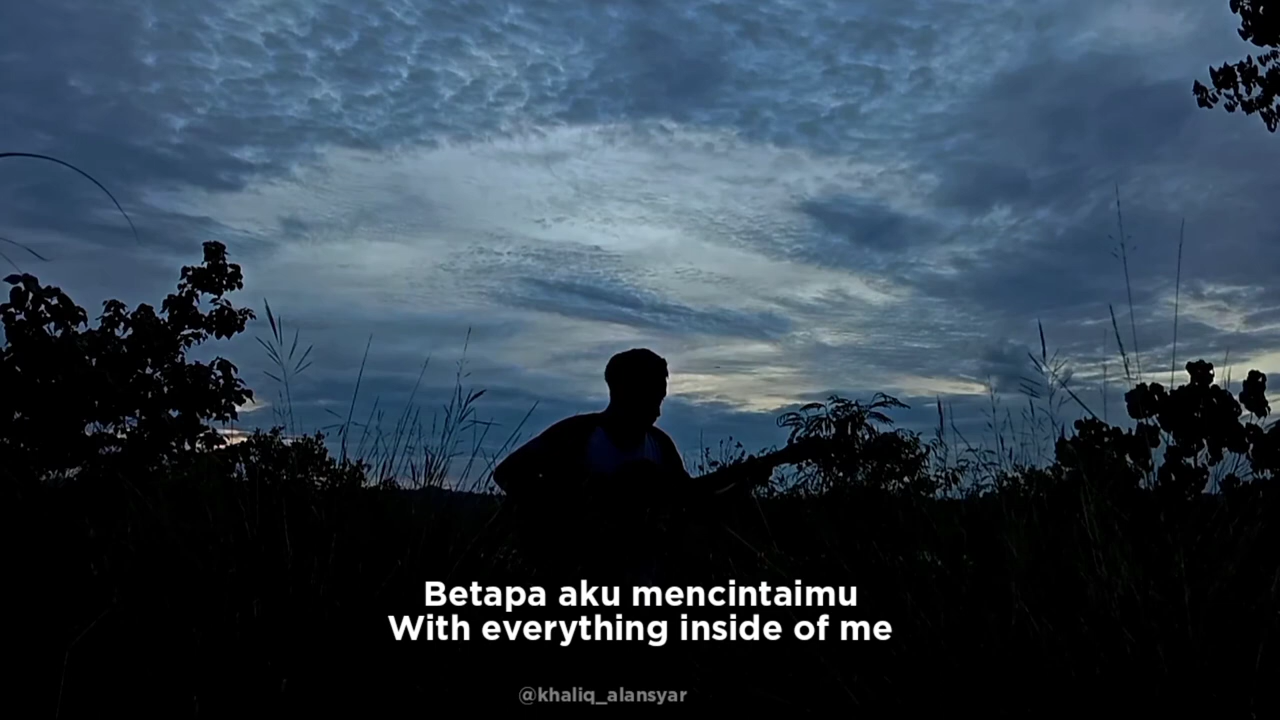 Betapa aku mencintaimu
With everything inside of me
@khaliq_alansyar